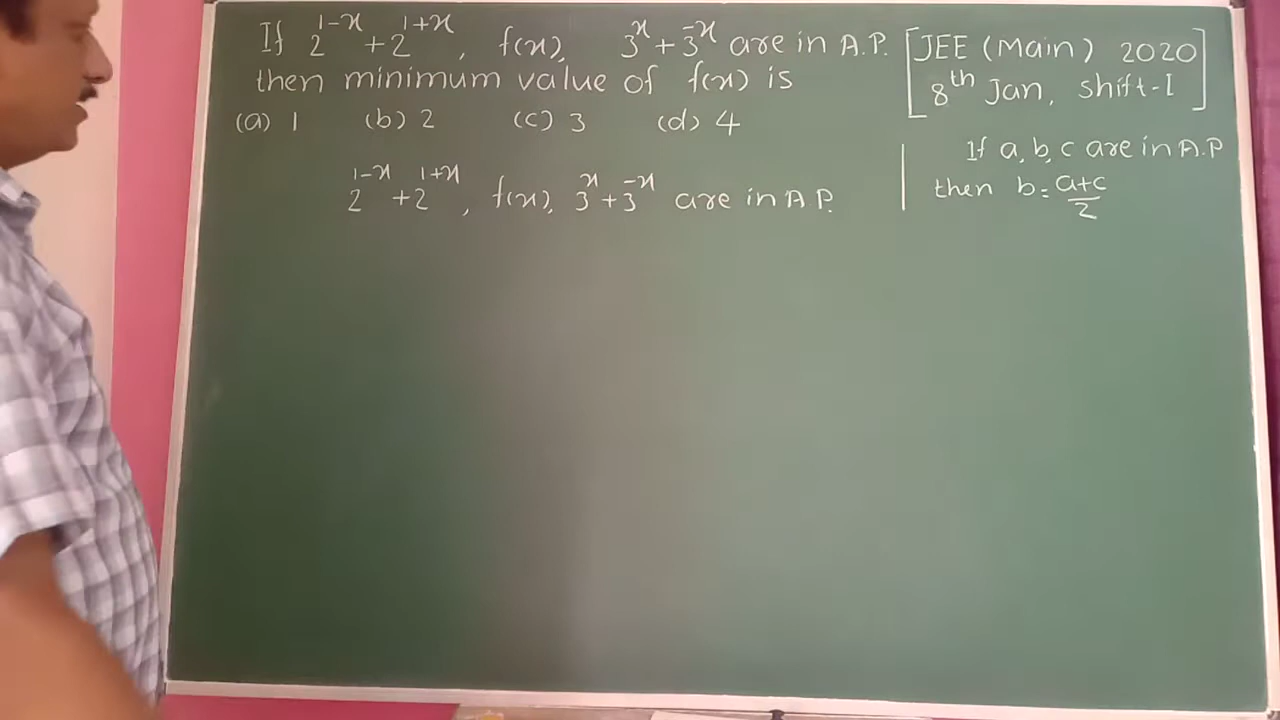 If 2^{1-x} + 2^{1+x}, f(x), 3^x + 3^{-x} are in A.P. [JEE (Main) 2020
then minimum value of f(x) is 8th Jan, shift-I]
(a) 1 (b) 2 (c) 3 (d) 4
2^{1-x} + 2^{1+x}, f(x), 3^x + 3^{-x} are in A.P.
If a, b, c are in A.P
then b = \frac{a+c}{2}